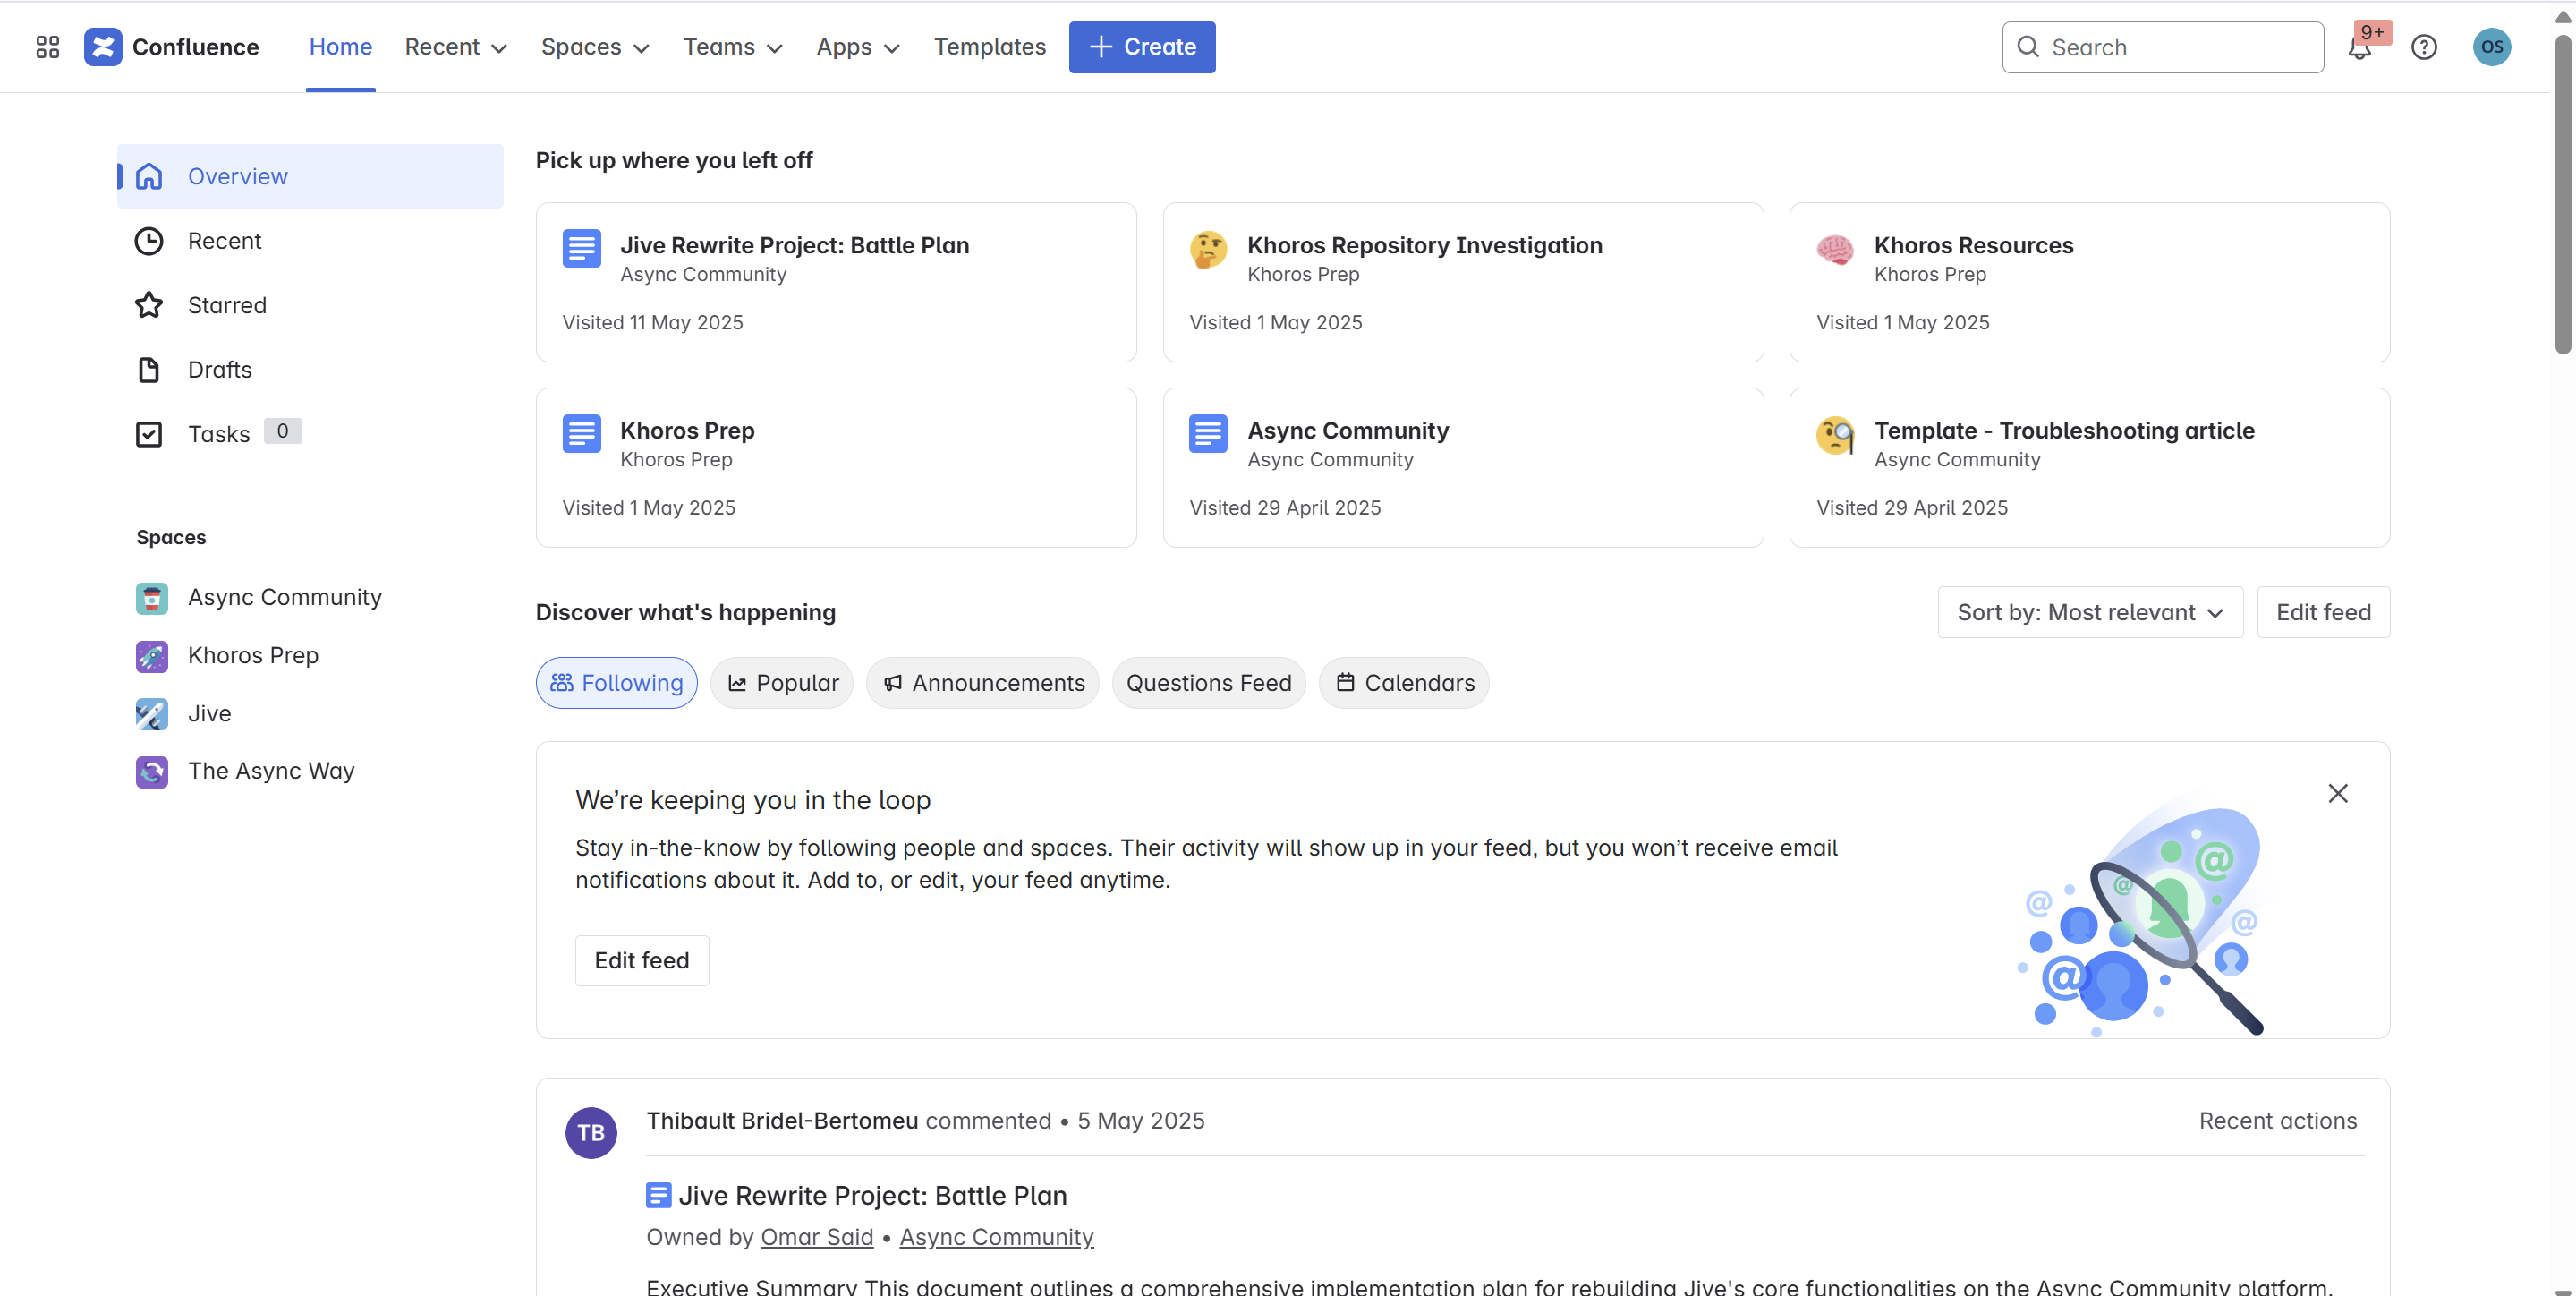 Confluence
Home
Recent
Spaces
Teams
Apps
Templates
Create
Search
9+
OS
Overview
Recent
Starred
Drafts
Tasks 0
Spaces
Async Community
Khoros Prep
Jive
The Async Way
Pick up where you left off
Jive Rewrite Project: Battle Plan
Async Community
Visited 11 May 2025
Khoros Repository Investigation
Khoros Prep
Visited 1 May 2025
Khoros Resources
Khoros Prep
Visited 1 May 2025
Khoros Prep
Khoros Prep
Visited 1 May 2025
Async Community
Async Community
Visited 29 April 2025
Template - Troubleshooting article
Async Community
Visited 29 April 2025
Discover what's happening
Sort by: Most relevant
Edit feed
Following
Popular
Announcements
Questions Feed
Calendars
We’re keeping you in the loop
Stay in-the-know by following people and spaces. Their activity will show up in your feed, but you won’t receive email
notifications about it. Add to, or edit, your feed anytime.
Edit feed
TB
Thibault Bridel-Bertomeu commented • 5 May 2025
Recent actions
Jive Rewrite Project: Battle Plan
Owned by Omar Said • Async Community
Executive Summary This document outlines a comprehensive implementation plan for rebuilding Jive's core functionalities on the Async Community platform.